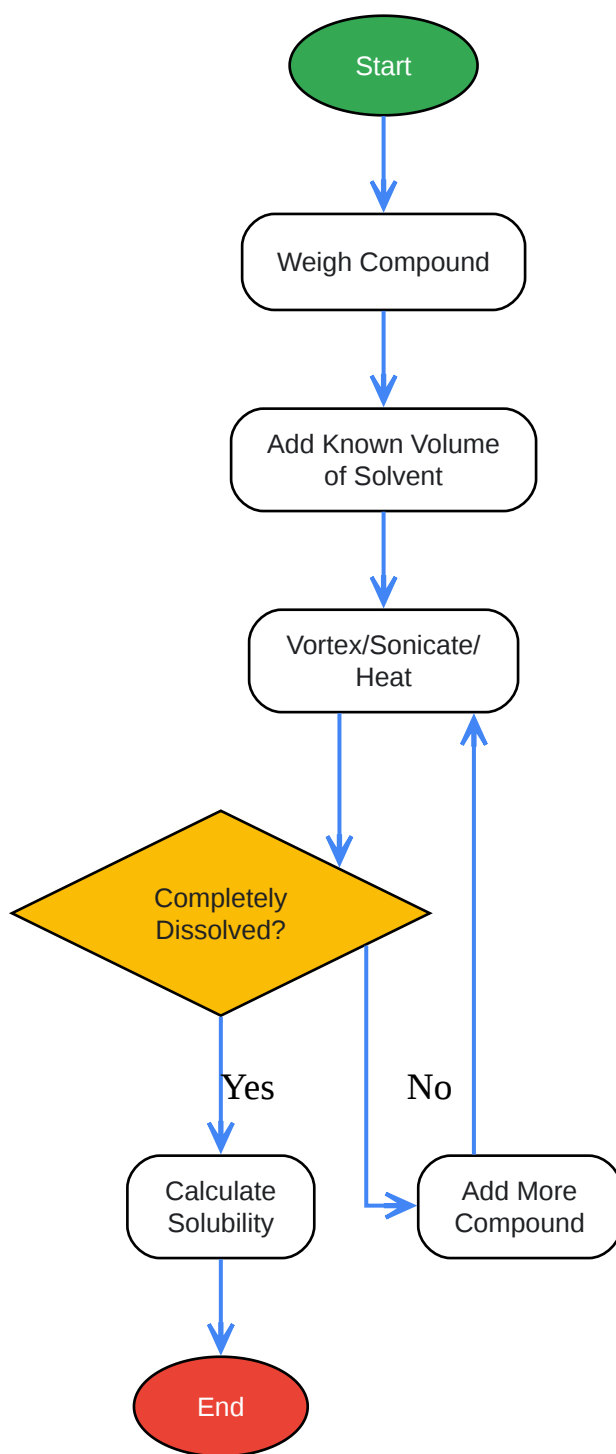 Start
Weigh Compound
Add Known Volume
of Solvent
Vortex/Sonicate/
Heat
Completely
Dissolved?
Yes
No
Calculate
Solubility
Add More
Compound
End